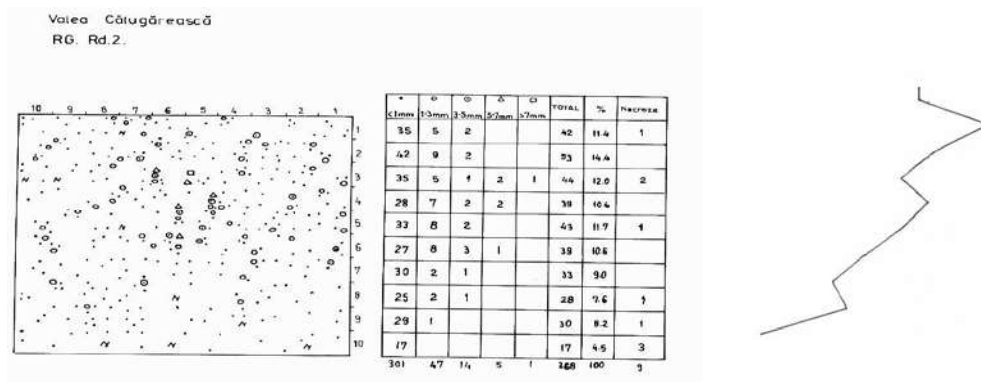 Valea Călugărească
RG. Rd.2.
10 9 8 7 6 5 4 3 2 1
1
2
3
4
5
6
7
8
9
10
<1mm 1-3mm 3-5mm 5-7mm >7mm TOTAL % Necroze
35 5 2 42 11.4 1
42 9 2 53 14.4
35 5 1 2 1 44 12.0 2
28 7 2 2 39 10.6
33 8 2 43 11.7 1
27 8 3 1 39 10.6
30 2 1 33 9.0
25 2 1 28 7.6 1
29 1 30 8.2 1
17 17 4.5 3
301 47 14 5 1 368 100 9